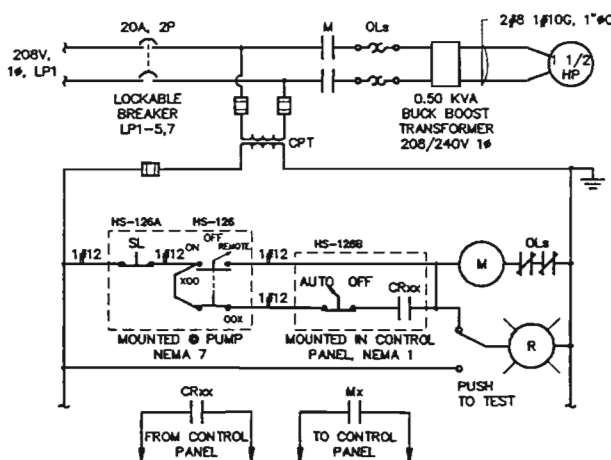 20A, 2P
M
OLs
2#8 1#10G, 1"ØC
208V,
1ø, LP1
LOCKABLE
BREAKER
LP1-5,7
CPT
0.50 KVA
BUCK BOOST
TRANSFORMER
208/240V 1ø
1 1/2
HP
HS-126A
HS-126
HS-126B
1#12
SL
1#12
ON
OFF
REMOTE
1#12
XOO
OOX
1#12
AUTO OFF
CRxx
M
OLs
R
MOUNTED @ PUMP
NEMA 7
MOUNTED IN CONTROL
PANEL, NEMA 1
PUSH
TO TEST
CRxx
FROM CONTROL
PANEL
Mx
TO CONTROL
PANEL